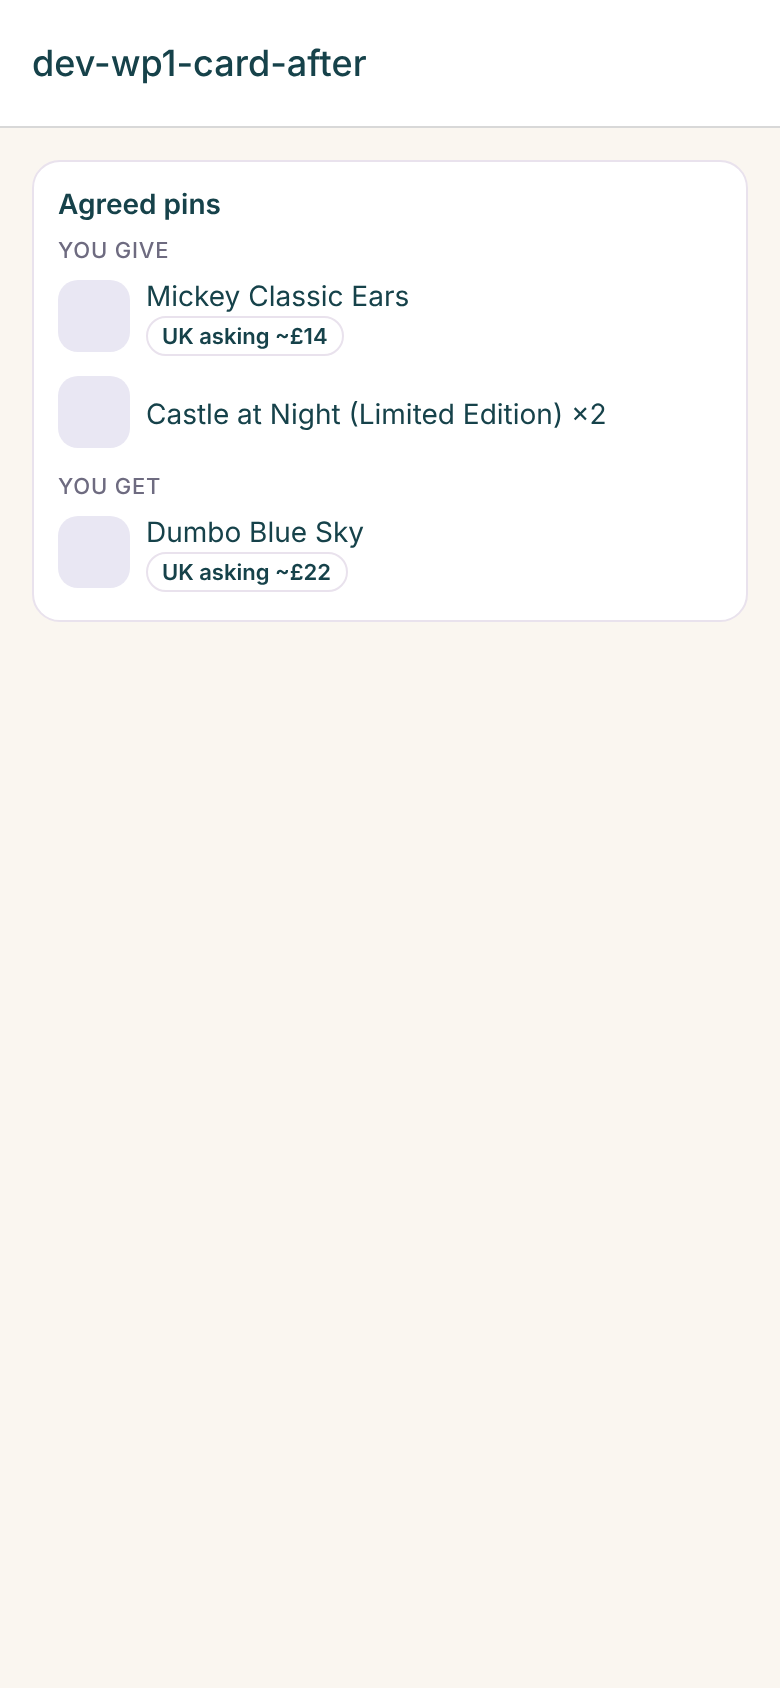 dev-wp1-card-after
Agreed pins
YOU GIVE
Mickey Classic Ears
UK asking ~£14
Castle at Night (Limited Edition) ×2
YOU GET
Dumbo Blue Sky
UK asking ~£22